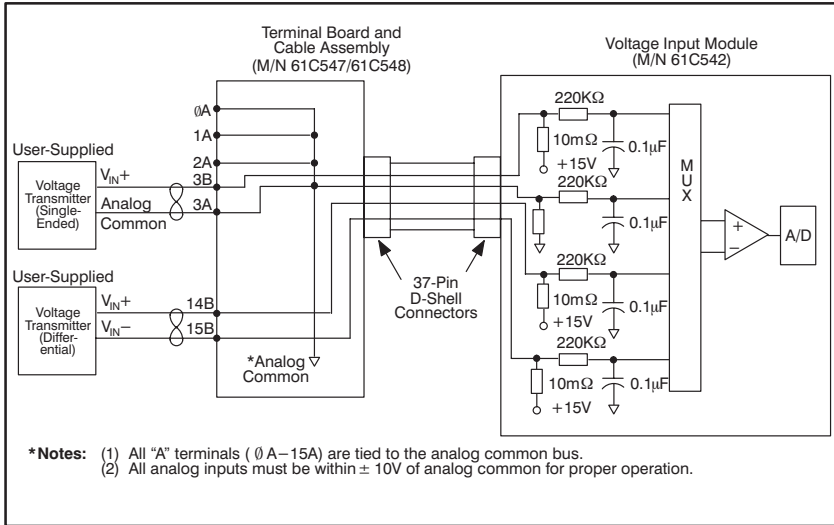 Terminal Board and
Cable Assembly
(M/N 61C547/61C548)
Voltage Input Module
(M/N 61C542)
ØA
1A
2A
3B
3A
User-Supplied
Voltage
Transmitter
(Single-
Ended)
VIN+
Analog
Common
User-Supplied
Voltage
Transmitter
(Differ-
ential)
VIN−
VIN+
14B
15B
*Analog
Common
37-Pin
D-Shell
Connectors
220KΩ
10mΩ
+15V
0.1µF
220KΩ
0.1µF
220KΩ
10mΩ
+15V
0.1µF
220KΩ
10mΩ
+15V
0.1µF
MUX
+
−
A/D
*Notes: (1) All “A” terminals ( Ø A−15A) are tied to the analog common bus.
(2) All analog inputs must be within ± 10V of analog common for proper operation.